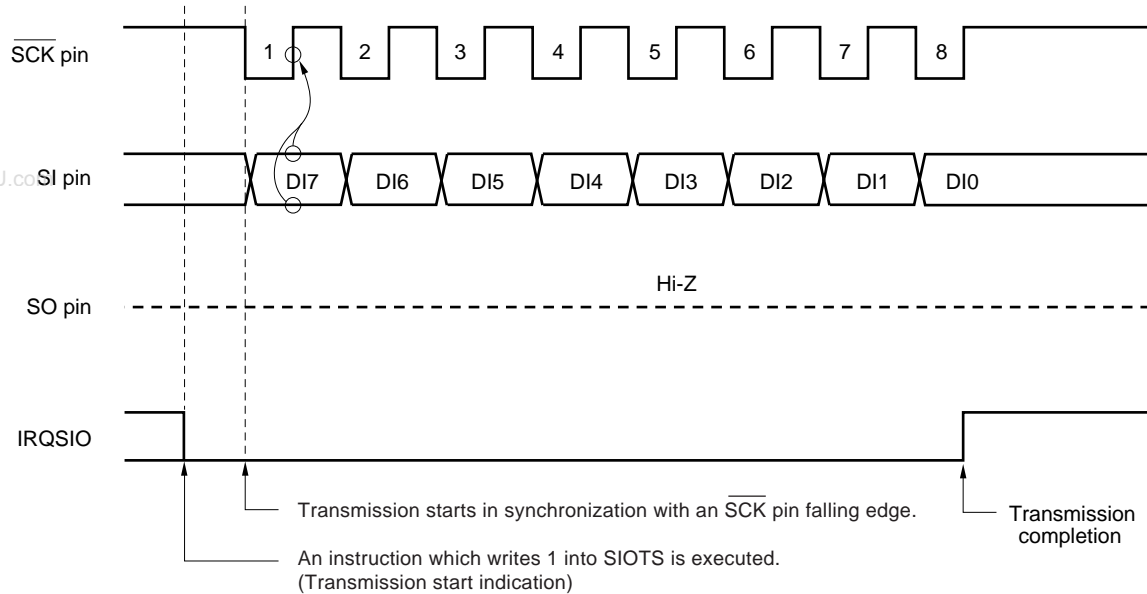 SCK pin
1 2 3 4 5 6 7 8
J.com
SI pin
DI7 DI6 DI5 DI4 DI3 DI2 DI1 DI0
Hi-Z
SO pin
IRQSIO
Transmission starts in synchronization with an SCK pin falling edge.
Transmission
completion
An instruction which writes 1 into SIOTS is executed.
(Transmission start indication)